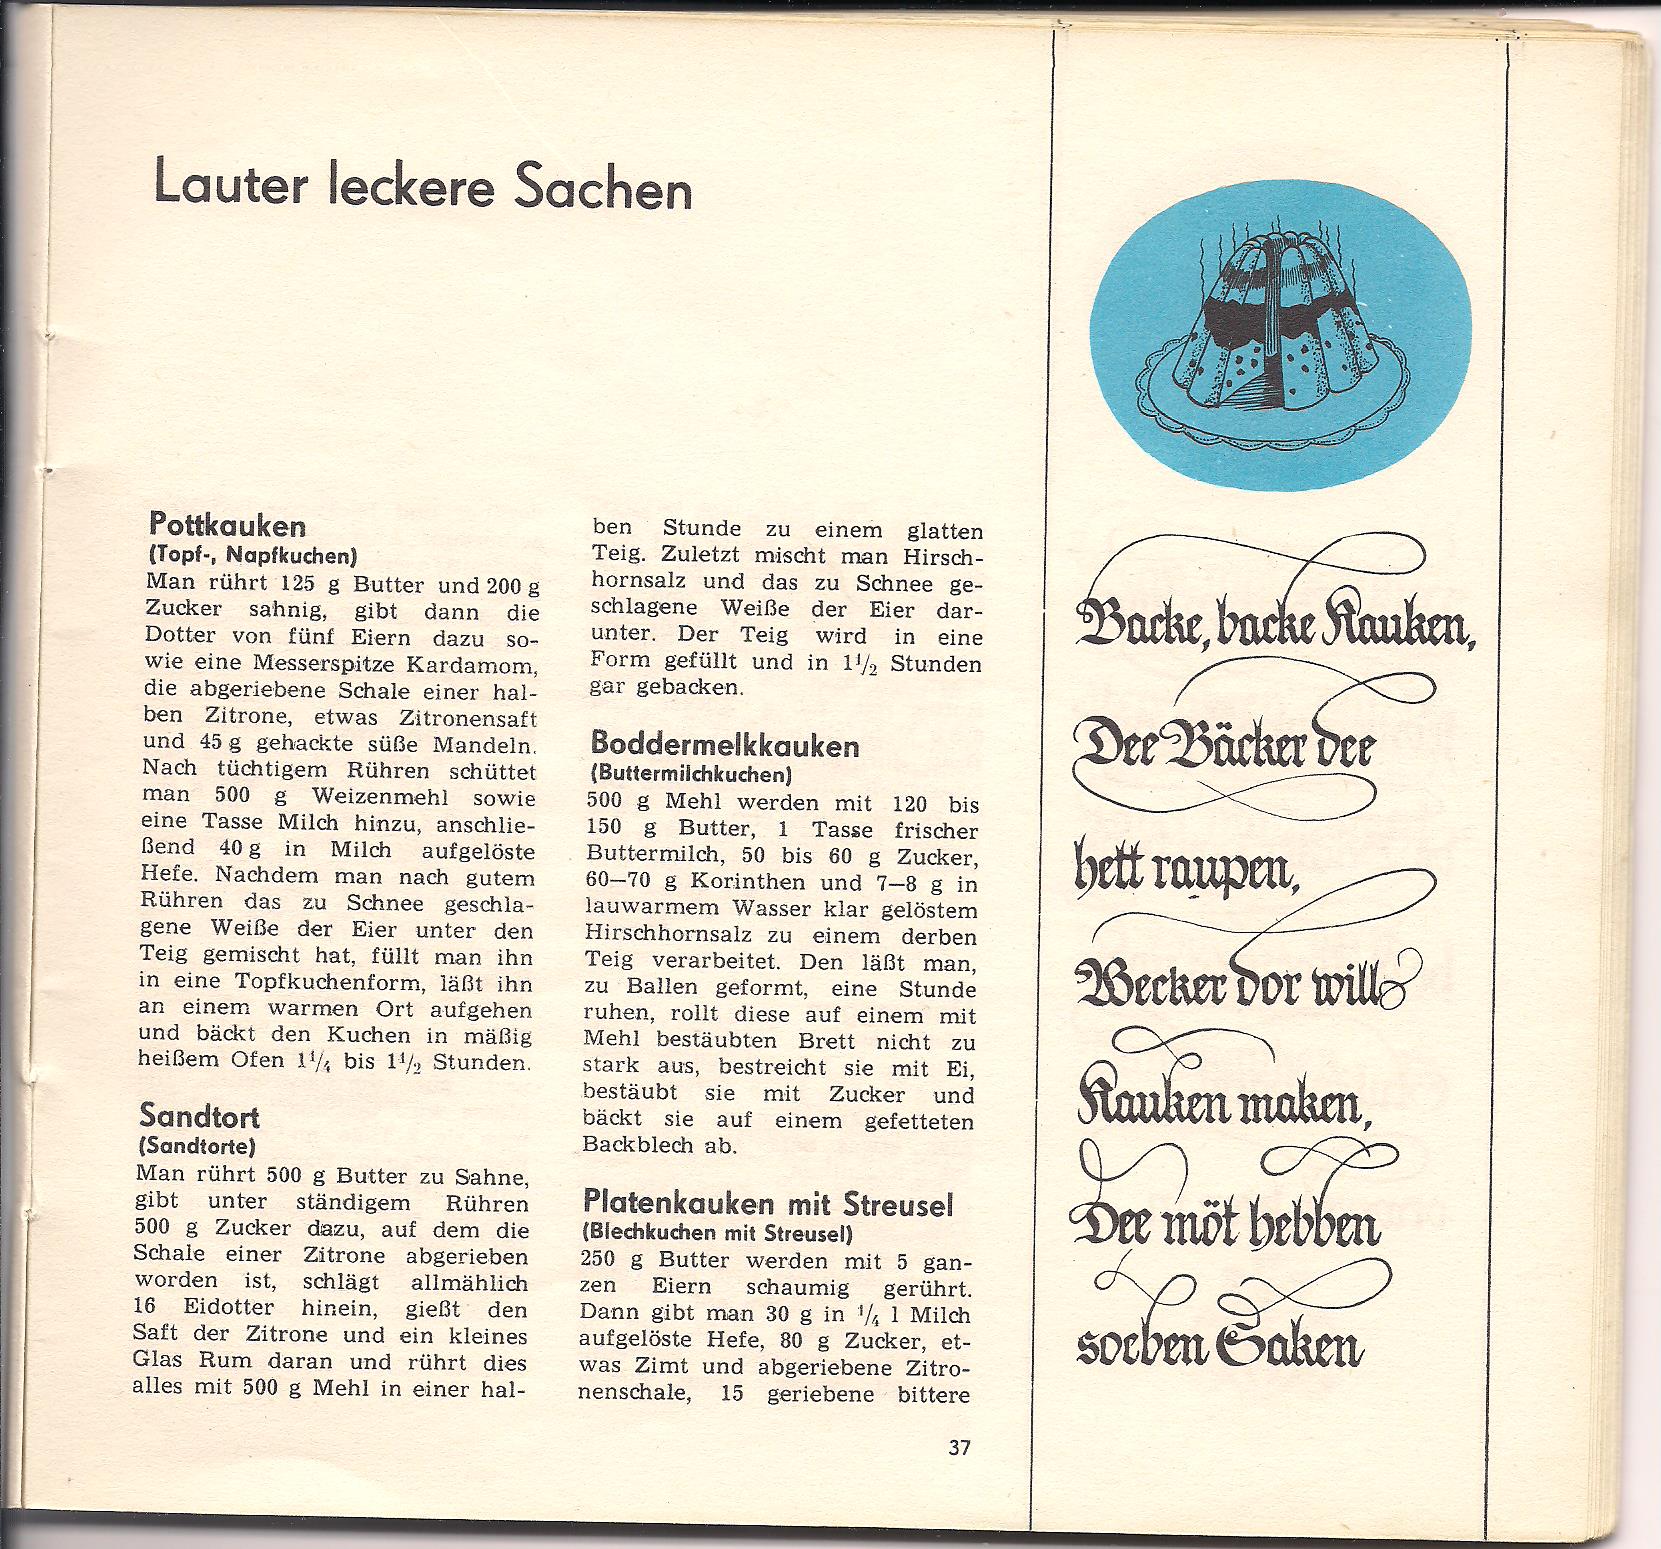 Lauter leckere Sachen
Pottkauken
(Topf-, Napfkuchen)
Man rührt 125 g Butter und 200 g
Zucker sahnig, gibt dann die
Dotter von fünf Eiern dazu so-
wie eine Messerspitze Kardamom,
die abgeriebene Schale einer hal-
ben Zitrone, etwas Zitronensaft
und 45 g gehackte süße Mandeln.
Nach tüchtigem Rühren schüttet
man 500 g Weizenmehl sowie
eine Tasse Milch hinzu, anschlie-
ßend 40 g in Milch aufgelöste
Hefe. Nachdem man nach gutem
Rühren das zu Schnee geschla-
gene Weiße der Eier unter den
Teig gemischt hat, füllt man ihn
in eine Topfkuchenform, läßt ihn
an einem warmen Ort aufgehen
und bäckt den Kuchen in mäßig
heißem Ofen 1¼ bis 1½ Stunden.
Sandtort
(Sandtorte)
Man rührt 500 g Butter zu Sahne,
gibt unter ständigem Rühren
500 g Zucker dazu, auf dem die
Schale einer Zitrone abgerieben
worden ist, schlägt allmählich
16 Eidotter hinein, gießt den
Saft der Zitrone und ein kleines
Glas Rum daran und rührt dies
alles mit 500 g Mehl in einer hal-
ben Stunde zu einem glatten
Teig. Zuletzt mischt man Hirsch-
hornsalz und das zu Schnee ge-
schlagene Weiße der Eier dar-
unter. Der Teig wird in eine
Form gefüllt und in 1½ Stunden
gar gebacken.
Boddermelkkauken
(Buttermilchkuchen)
500 g Mehl werden mit 120 bis
150 g Butter, 1 Tasse frischer
Buttermilch, 50 bis 60 g Zucker,
60—70 g Korinthen und 7—8 g in
lauwarmem Wasser klar gelöstem
Hirschhornsalz zu einem derben
Teig verarbeitet. Den läßt man,
zu Ballen geformt, eine Stunde
ruhen, rollt diese auf einem mit
Mehl bestäubten Brett nicht zu
stark aus, bestreicht sie mit Ei,
bestäubt sie mit Zucker und
bäckt sie auf einem gefetteten
Backblech ab.
Platenkauken mit Streusel
(Blechkuchen mit Streusel)
250 g Butter werden mit 5 gan-
zen Eiern schaumig gerührt.
Dann gibt man 30 g in ¼ l Milch
aufgelöste Hefe, 80 g Zucker, et-
was Zimt und abgeriebene Zitro-
nenschale, 15 geriebene bittere
37
Backe, backe Kauken,
Dee Bäcker dee
hett raupen,
Wecker dor will
Kauken maken,
Dee möt hebben
soeben Saken